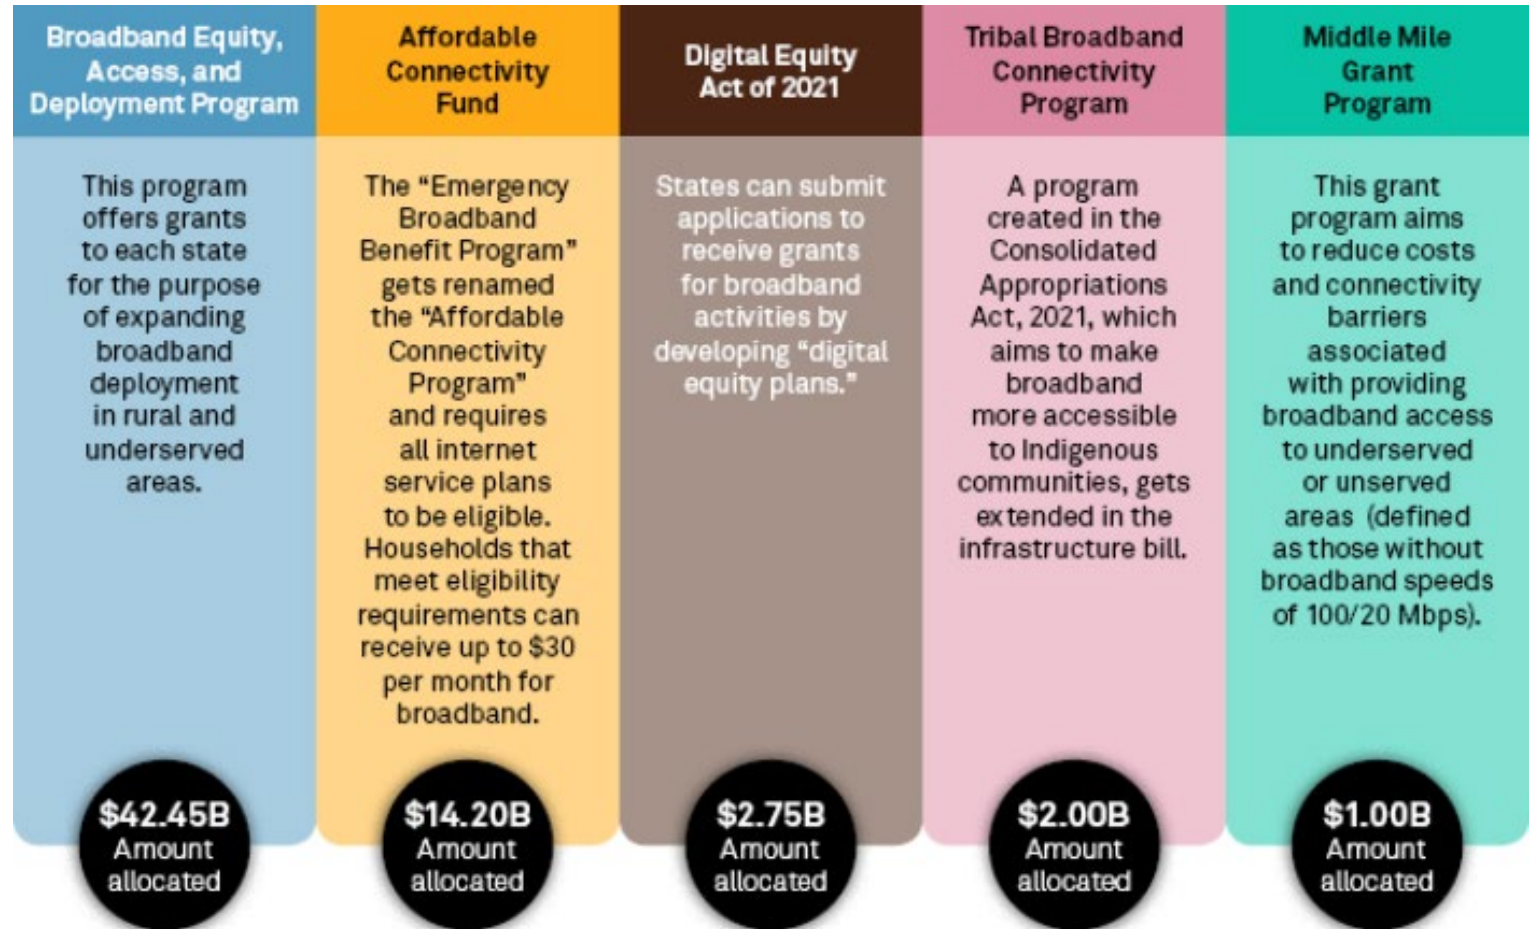 Broadband Equity,
Access, and
Deployment Program
This program
offers grants
to each state
for the purpose
of expanding
broadband
deployment
in rural and
underserved
areas.
$42.45B
Amount
allocated
Affordable
Connectivity
Fund
The “Emergency
Broadband
Benefit Program”
gets renamed
the “Affordable
Connectivity
Program”
and requires
all internet
service plans
to be eligible.
Households that
meet eligibility
requirements can
receive up to $30
per month for
broadband.
$14.20B
Amount
allocated
Digital Equity
Act of 2021
States can submit
applications to
receive grants
for broadband
activities by
developing “digital
equity plans.”
$2.75B
Amount
allocated
Tribal Broadband
Connectivity
Program
A program
created in the
Consolidated
Appropriations
Act, 2021, which
aims to make
broadband
more accessible
to Indigenous
communities, gets
extended in the
infrastructure bill.
$2.00B
Amount
allocated
Middle Mile
Grant
Program
This grant
program aims
to reduce costs
and connectivity
barriers
associated
with providing
broadband access
to underserved
or unserved
areas (defined
as those without
broadband speeds
of 100/20 Mbps).
$1.00B
Amount
allocated